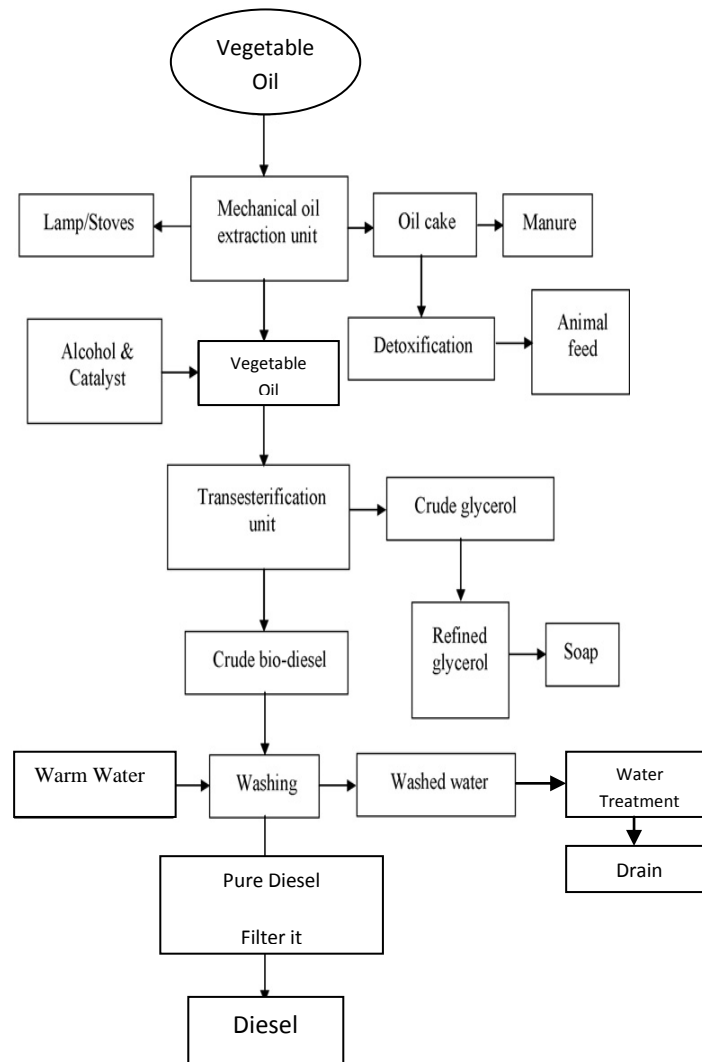 Vegetable
Oil
Lamp/Stoves
Mechanical oil
extraction unit
Oil cake
Manure
Alcohol &
Catalyst
Vegetable
Oil
Detoxification
Animal
feed
Transesterification
unit
Crude glycerol
Crude bio-diesel
Refined
glycerol
Soap
Warm Water
Washing
Washed water
Water
Treatment
Drain
Pure Diesel
Filter it
Diesel